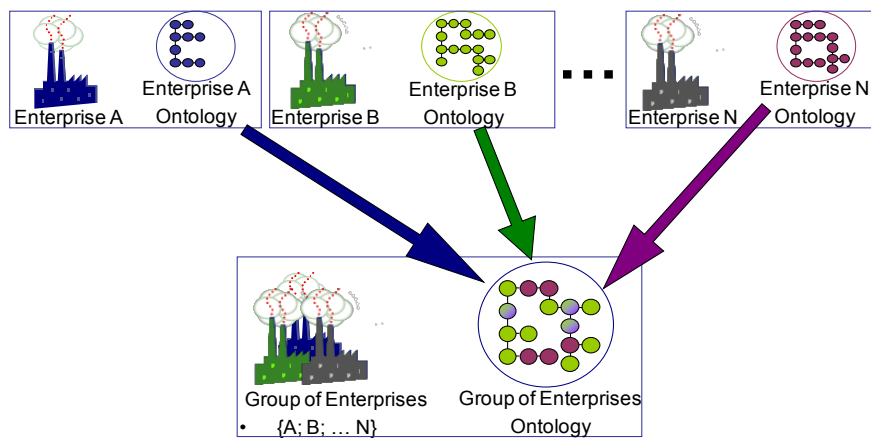 Enterprise A
Enterprise A
Ontology
Enterprise B
Enterprise B
Ontology
...
Enterprise N
Enterprise N
Ontology
Group of Enterprises
• {A; B; … N}
Group of Enterprises
Ontology